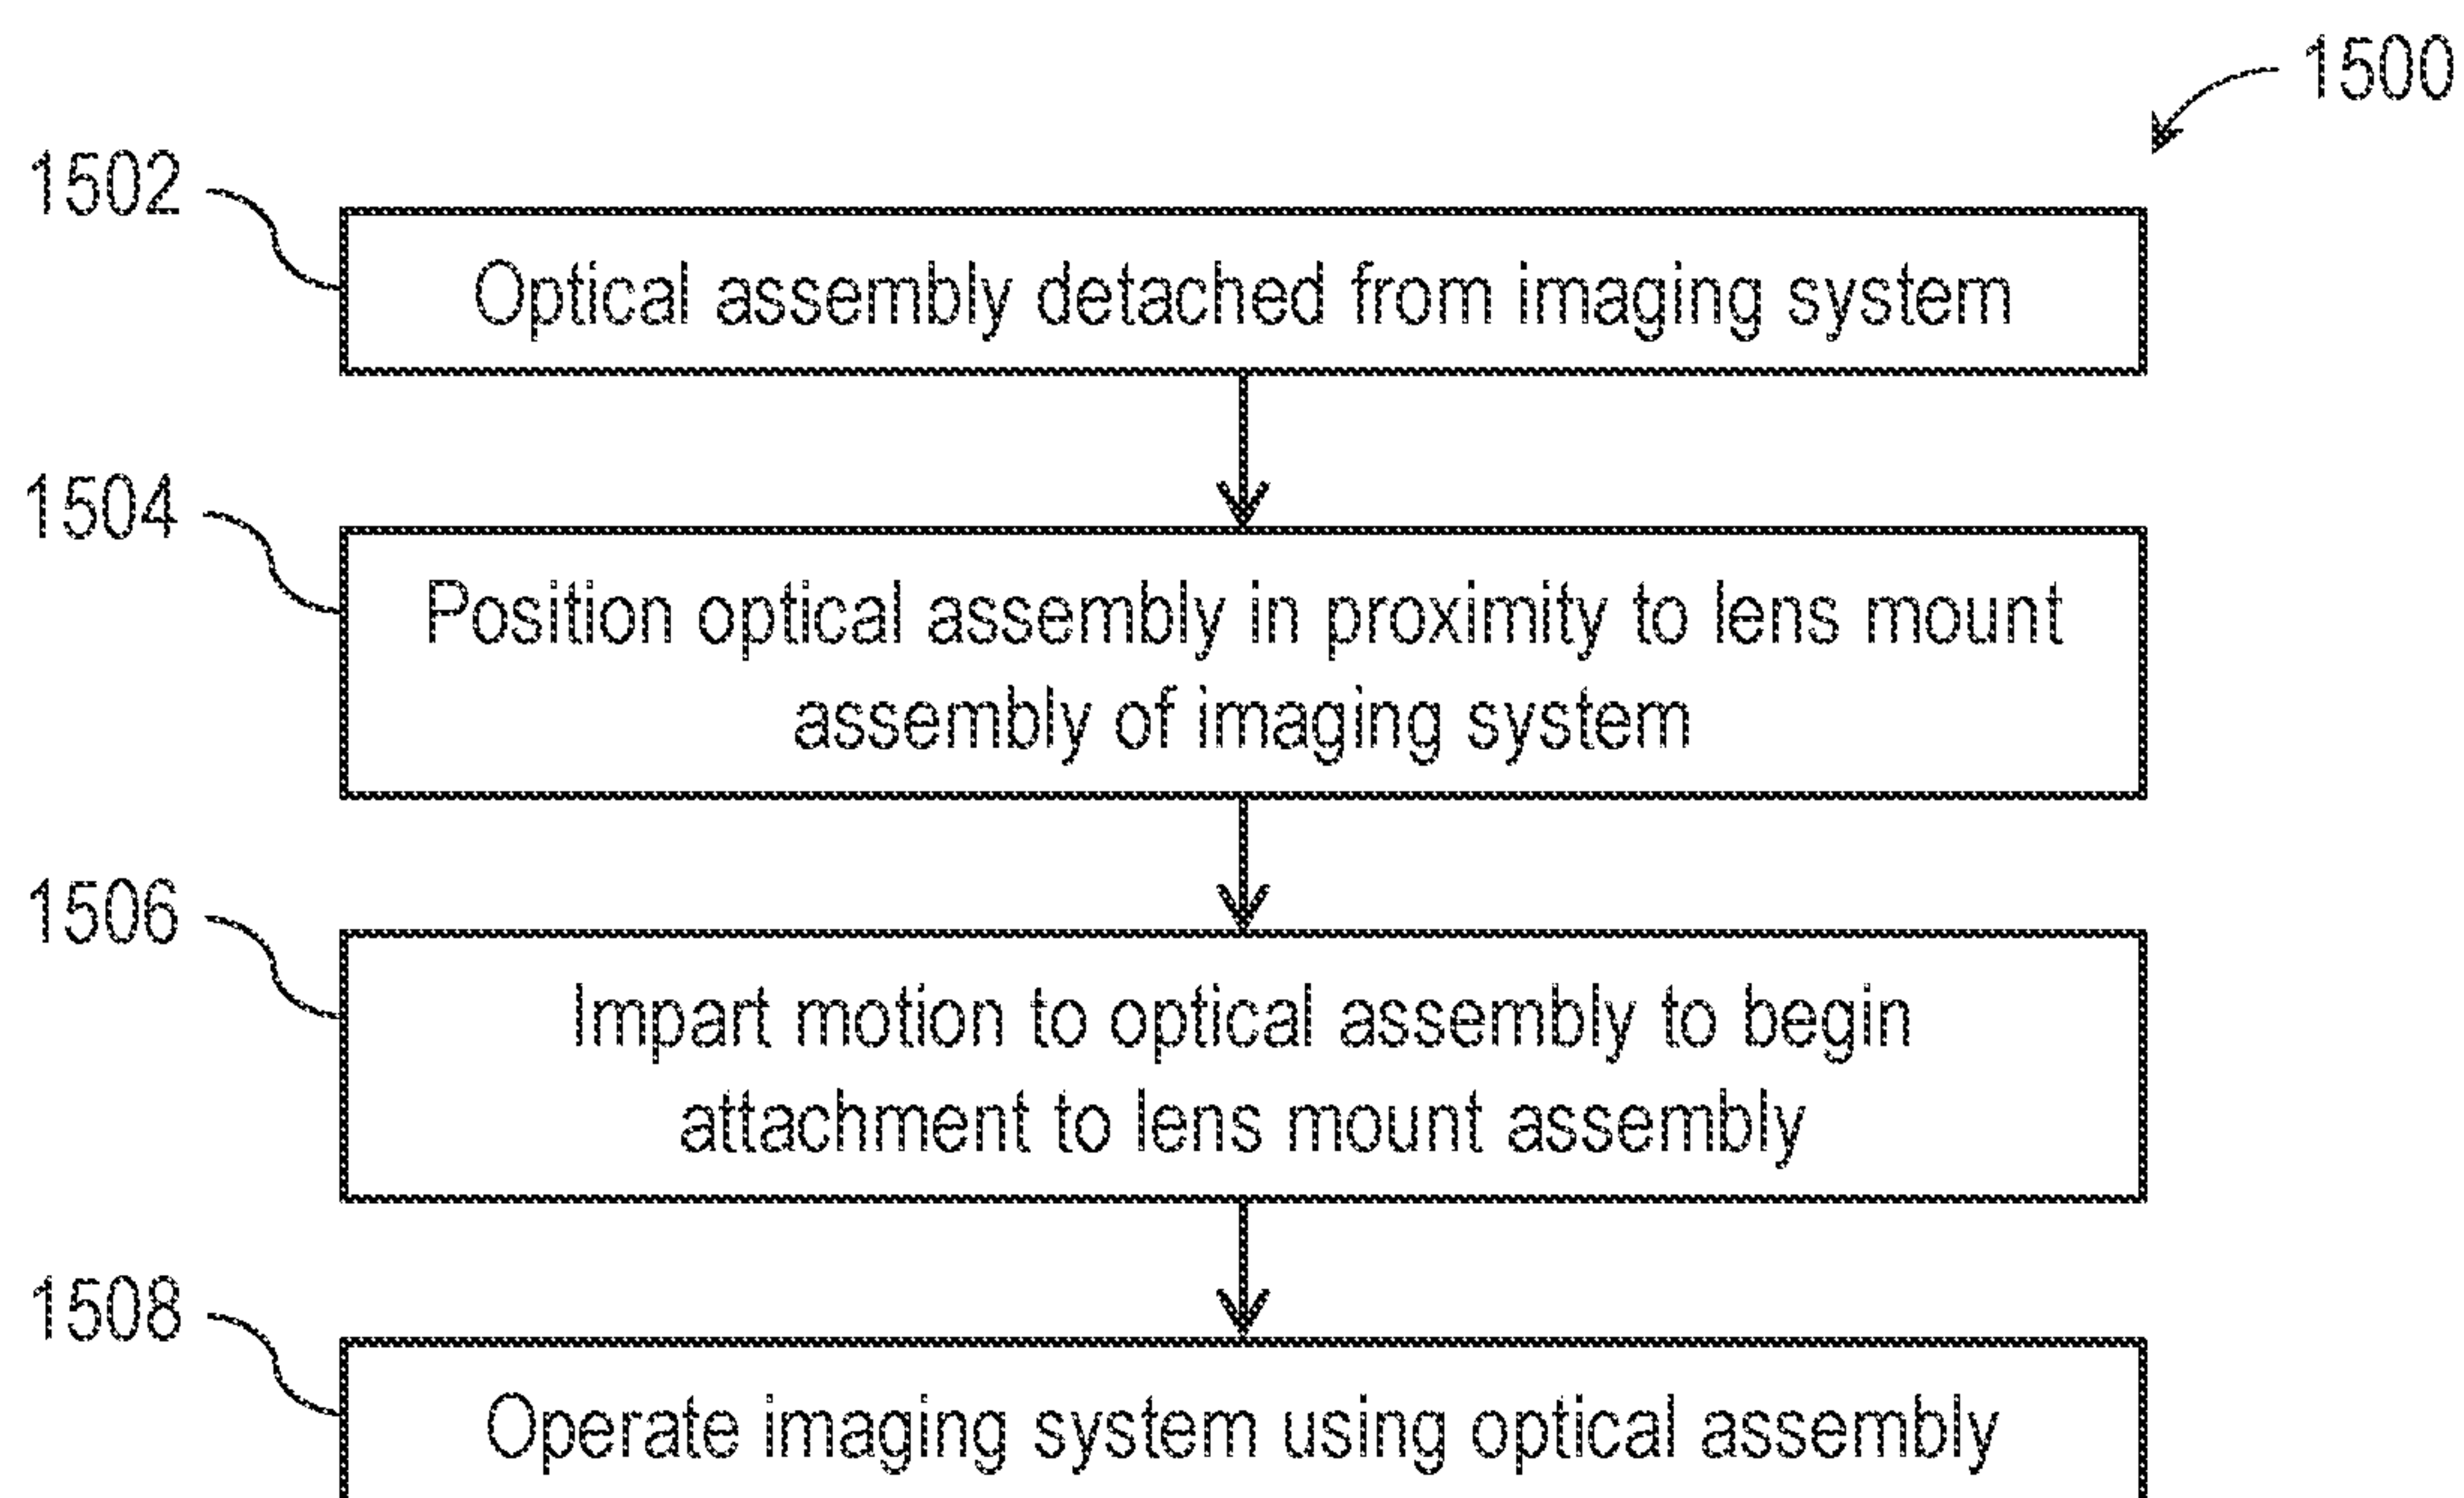 1500
1502
Optical assembly detached from imaging system
1504
Position optical assembly in proximity to lens mount
assembly of imaging system
1506
Impart motion to optical assembly to begin
attachment to lens mount assembly
1508
Operate imaging system using optical assembly